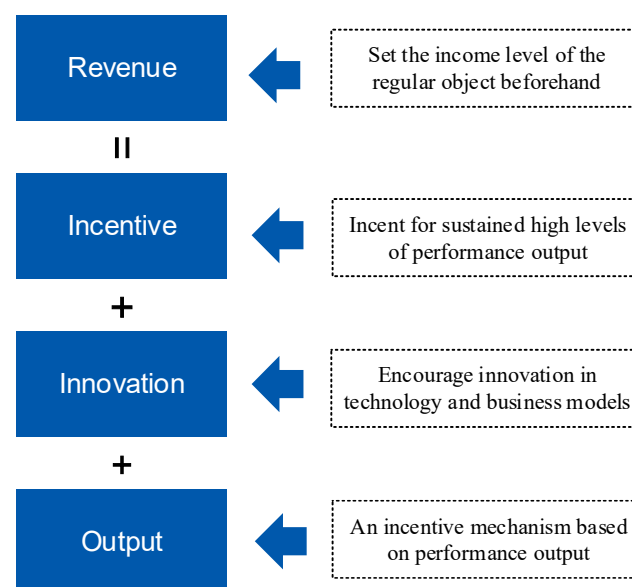 Revenue
Set the income level of the
regular object beforehand
=
Incentive
Incent for sustained high levels
of performance output
+
Innovation
Encourage innovation in
technology and business models
+
Output
An incentive mechanism based
on performance output